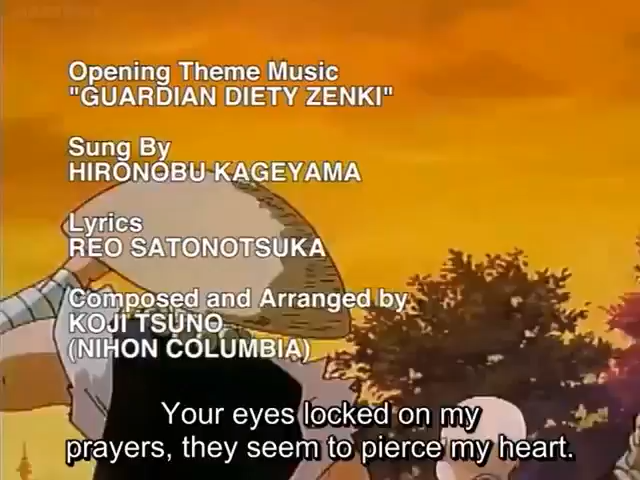 Opening Theme Music
"GUARDIAN DIETY ZENKI"
Sung By
HIRONOBU KAGEYAMA
Lyrics
REO SATONOTSUKA
Composed and Arranged by
KOJI TSUNO
(NIHON COLUMBIA)
Your eyes locked on my
prayers, they seem to pierce my heart.